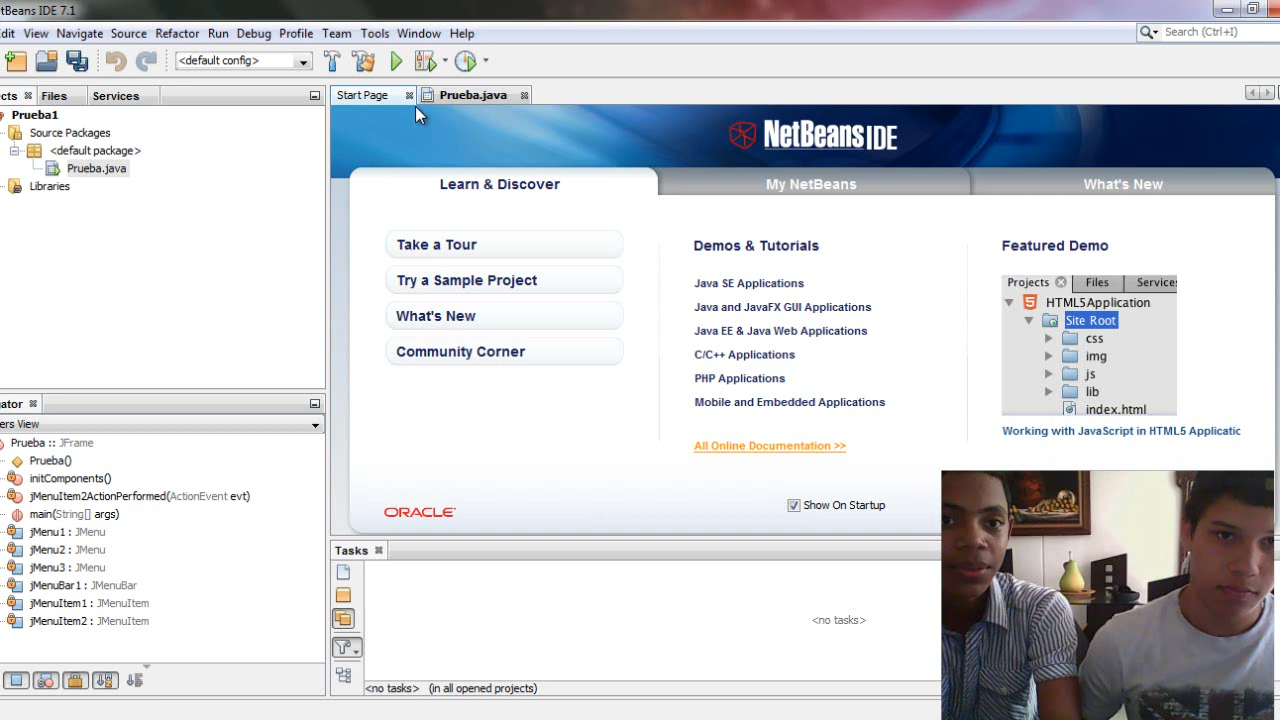 NetBeans IDE 7.1
Edit View Navigate Source Refactor Run Debug Profile Team Tools Window Help
Search (Ctrl+I)
<default config>
cts Files Services
Start Page Prueba.java
Prueba1
Source Packages
<default package>
Prueba.java
Libraries
NetBeans IDE
Learn & Discover My NetBeans What's New
Take a Tour
Try a Sample Project
What's New
Community Corner
Demos & Tutorials
Java SE Applications
Java and JavaFX GUI Applications
Java EE & Java Web Applications
C/C++ Applications
PHP Applications
Mobile and Embedded Applications
All Online Documentation >>
Featured Demo
Projects Files Services
HTML5Application
Site Root
css
img
js
lib
index.html
Working with JavaScript in HTML5 Applicatic
ORACLE
Show On Startup
gator
ers View
Prueba :: JFrame
Prueba()
initComponents()
jMenuItem2ActionPerformed(ActionEvent evt)
main(String[] args)
jMenu1 : JMenu
jMenu2 : JMenu
jMenu3 : JMenu
jMenuBar1 : JMenuBar
jMenuItem1 : JMenuItem
jMenuItem2 : JMenuItem
Tasks
<no tasks>
<no tasks> (in all opened projects)